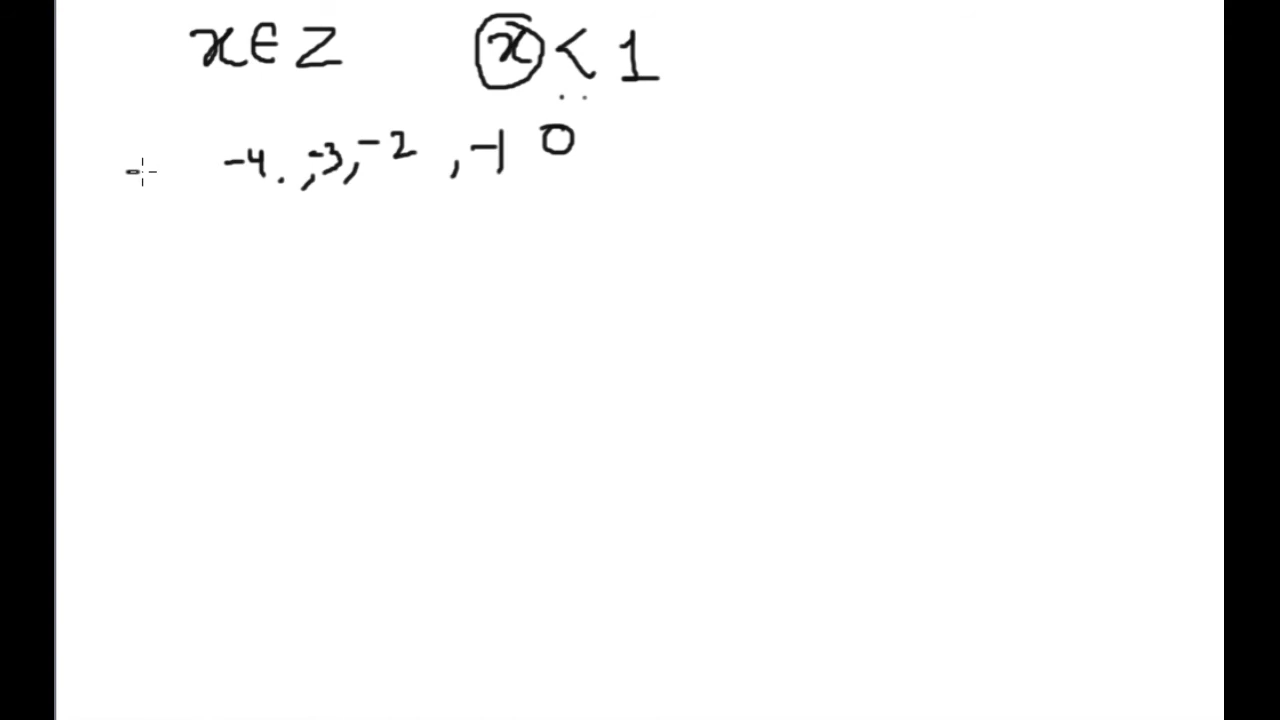 x ∈ Z x < 1
-4 . , -3 , -2 , -1 0